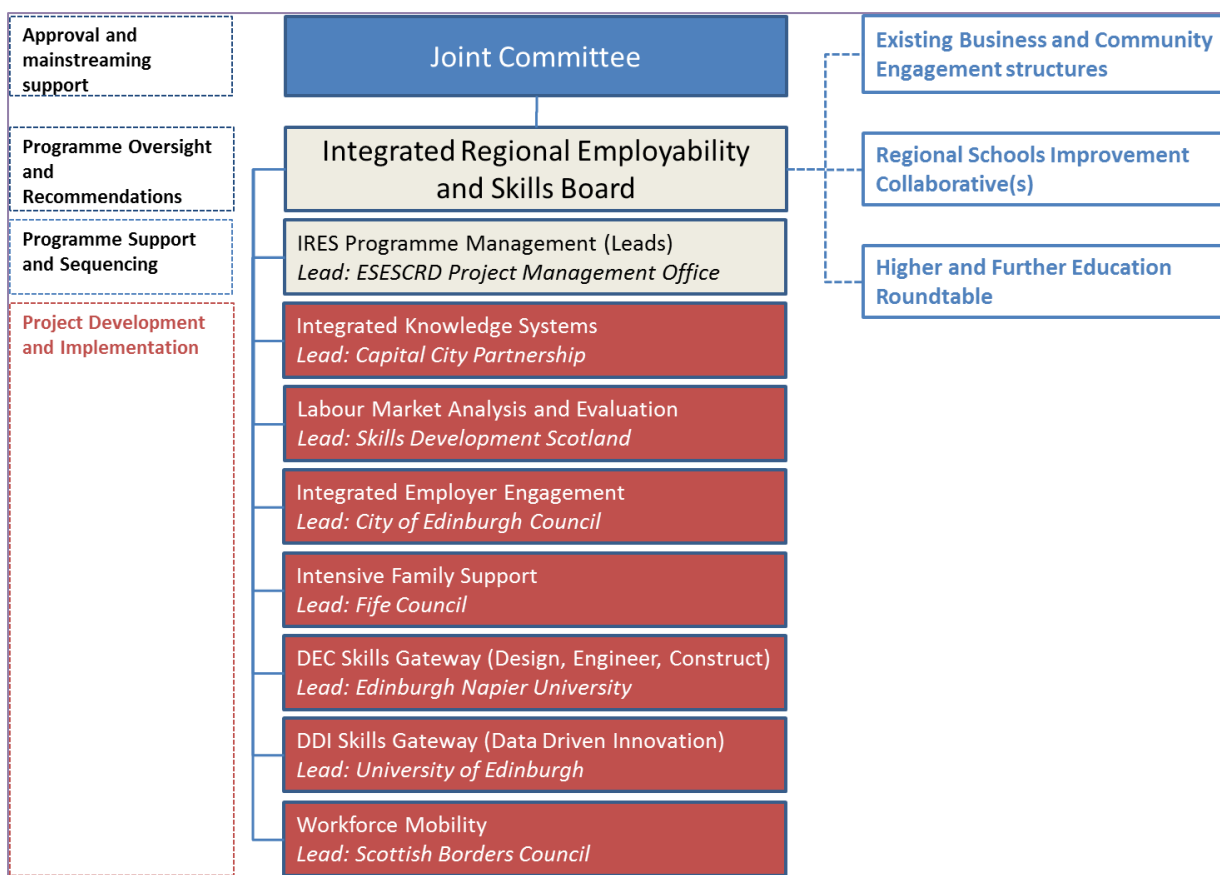 Approval and
mainstreaming
support
Joint Committee
Existing Business and Community
Engagement structures
Programme Oversight
and
Recommendations
Integrated Regional Employability
and Skills Board
Regional Schools Improvement
Collaborative(s)
Programme Support
and Sequencing
IRES Programme Management (Leads)
Lead: ESESCRD Project Management Office
Higher and Further Education
Roundtable
Project Development
and Implementation
Integrated Knowledge Systems
Lead: Capital City Partnership
Labour Market Analysis and Evaluation
Lead: Skills Development Scotland
Integrated Employer Engagement
Lead: City of Edinburgh Council
Intensive Family Support
Lead: Fife Council
DEC Skills Gateway (Design, Engineer, Construct)
Lead: Edinburgh Napier University
DDI Skills Gateway (Data Driven Innovation)
Lead: University of Edinburgh
Workforce Mobility
Lead: Scottish Borders Council